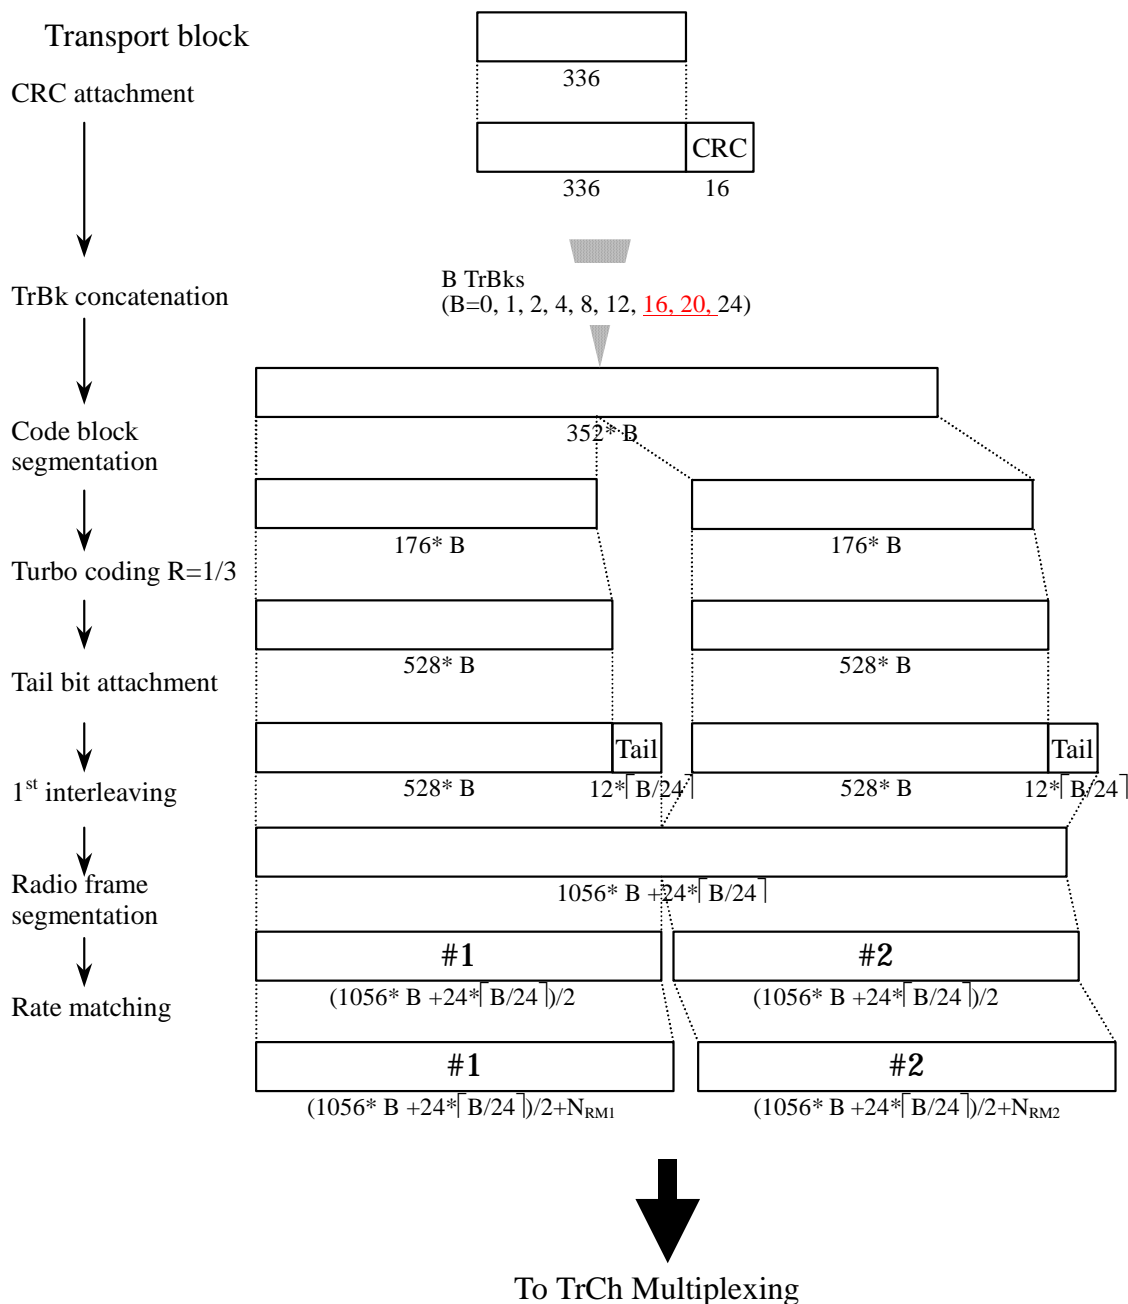 Transport block
336
CRC attachment
CRC
336 16
B TrBks
TrBk concatenation
(B=0, 1, 2, 4, 8, 12, 16, 20, 24)
352* B
Code block
segmentation
176* B 176* B
Turbo coding R=1/3
528* B 528* B
Tail bit attachment
Tail Tail
1st interleaving
528* B 12*⌈B/24⌉ 528* B 12*⌈B/24⌉
Radio frame
segmentation
1056* B +24*⌈B/24⌉
#1 #2
(1056* B +24*⌈B/24⌉)/2 (1056* B +24*⌈B/24⌉)/2
Rate matching
#1 #2
(1056* B +24*⌈B/24⌉)/2+NRM1 (1056* B +24*⌈B/24⌉)/2+NRM2
To TrCh Multiplexing